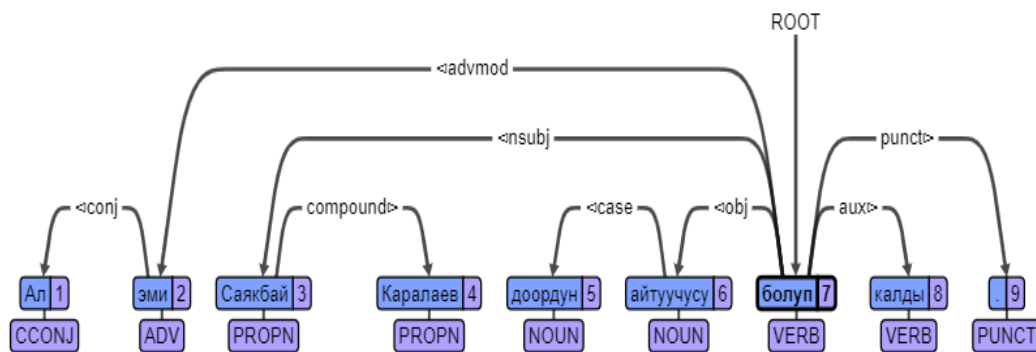 ROOT
<advmod
<nsubj punct>
<conj compound> <case <obj aux>
Ал 1 эми 2 Саякбай 3 Каралаев 4 доордун 5 айтуучусу 6 болуп 7 калды 8 . 9
CCONJ ADV PROPN PROPN NOUN NOUN VERB VERB PUNCT